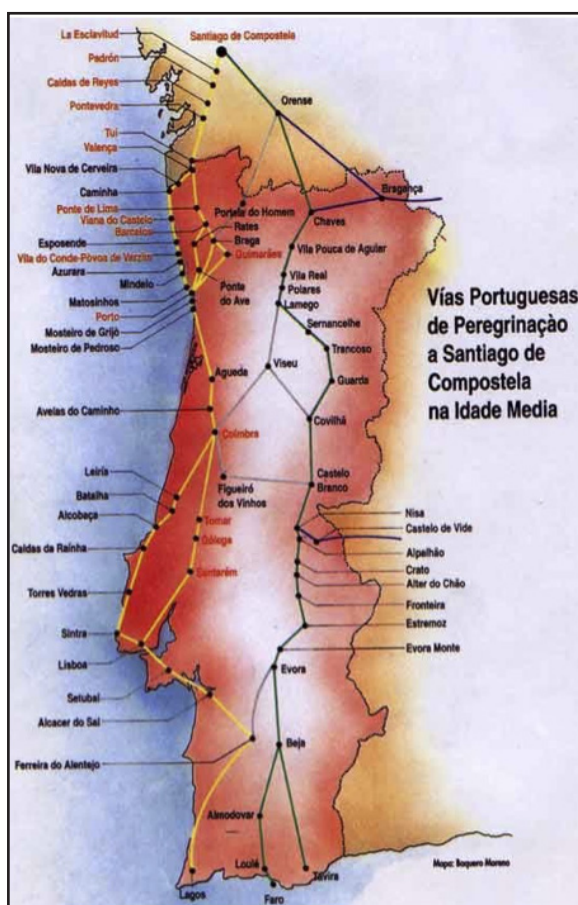 La Esclavitud
Santiago de Compostela
Padrón
Caldas de Reyes
Orense
Pontevedra
Tui
Valença
Vila Nova de Cerveira
Bragança
Caminha
Ponte de Lima
Portela do Homem
Chaves
Viana do Castelo
Barcelos
Rates
Braga
Esposende
Vila Pouca de Aguiar
Vila do Conde-Póvos de Verzim
Guimarães
Azurara
Vila Real
Mindelo
Ponte
do Ave
Polares
Lamego
Matosinhos
Porto
Sernancelhe
Mosteiro de Grijó
Mosteiro de Pedroso
Trancoso
Vías Portuguesas
de Peregrinaçào
a Santiago de
Compostela
na Idade Media
Viseu
Agueda
Guarda
Aveias do Caminho
Covilhã
Coimbra
Leiria
Castelo
Branco
Figueiró
dos Vinhos
Batalha
Nisa
Alcobaça
Tomar
Castelo de Vide
Gólega
Caldas da Rainha
Alpalhão
Santarém
Crato
Alter do Chão
Torres Vedras
Fronteira
Estremoz
Sintra
Evora Monte
Lisboa
Evora
Setubal
Alcacer do Sal
Beja
Ferreira do Alentejo
Almodovar
Loulé
Tavira
Mapa: Baquero Moreno
Lagos
Faro